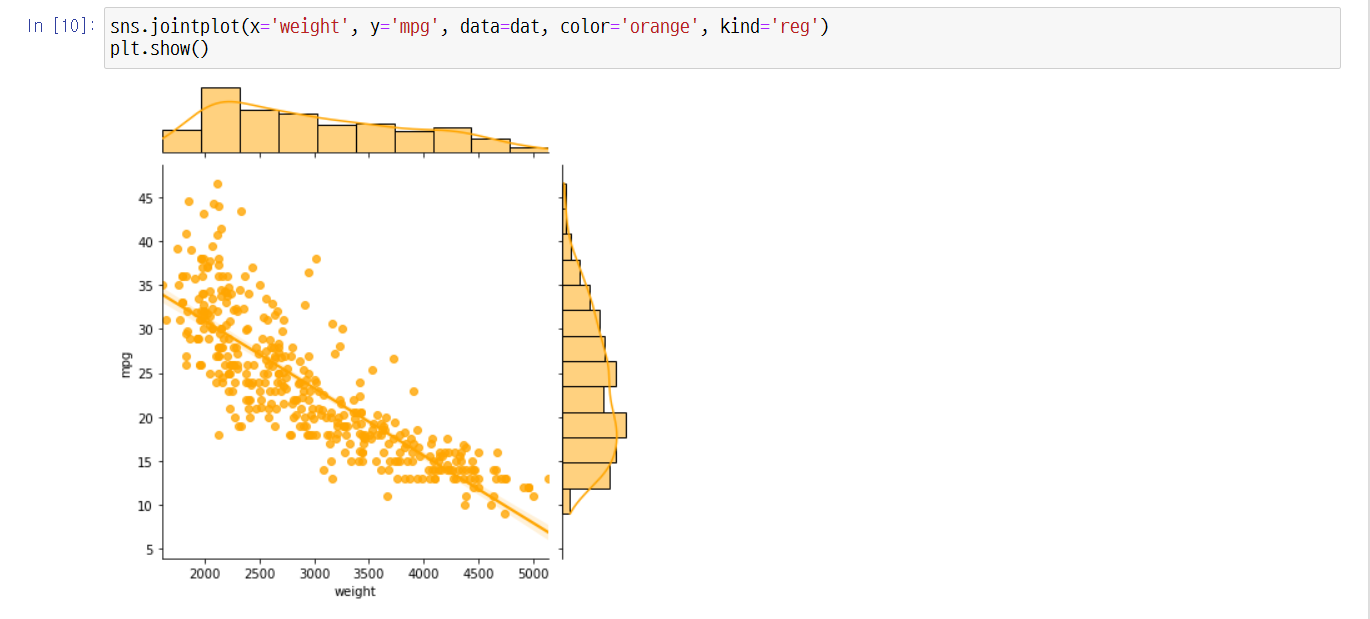 In [10]: sns.jointplot(x='weight', y='mpg', data=dat, color='orange', kind='reg')
plt.show()
45
40
35
30
25
20
15
10
5
mpg
2000 2500 3000 3500 4000 4500 5000
weight